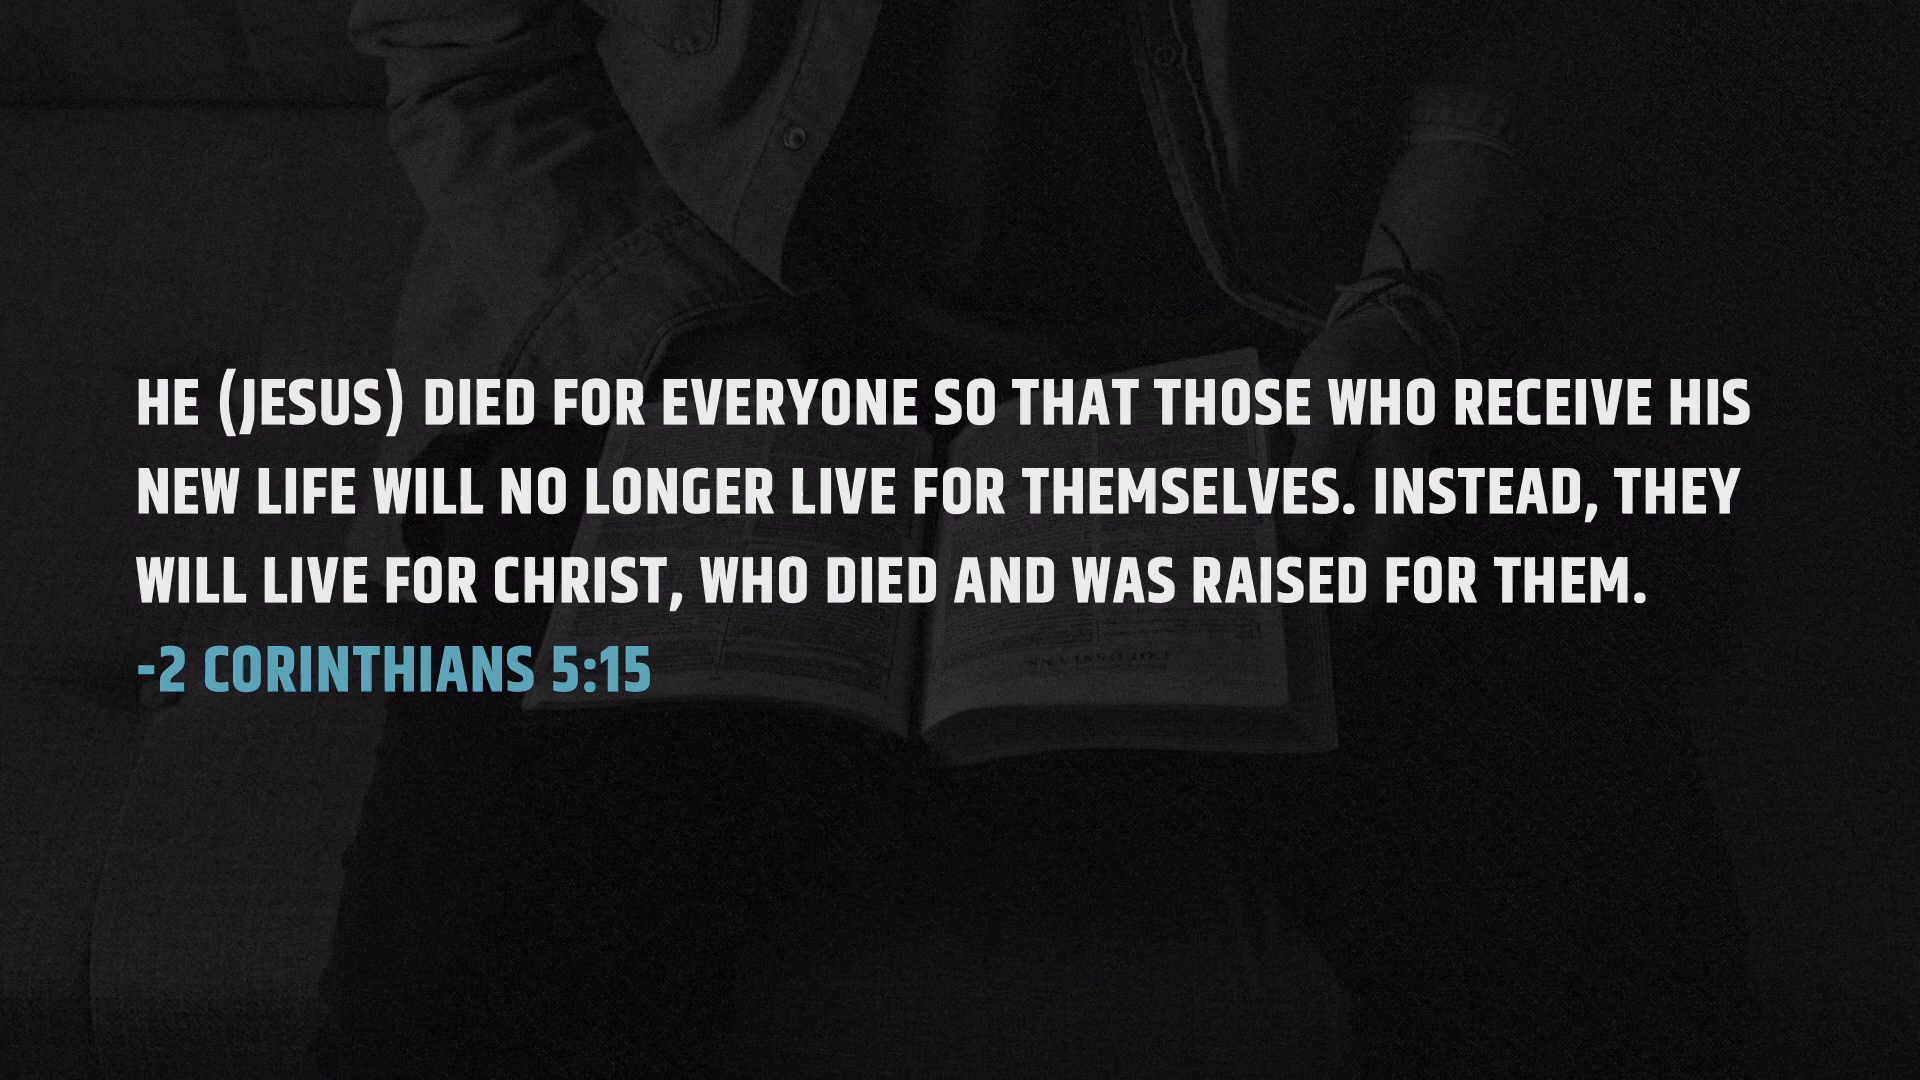 HE (JESUS) DIED FOR EVERYONE SO THAT THOSE WHO RECEIVE HIS
NEW LIFE WILL NO LONGER LIVE FOR THEMSELVES. INSTEAD, THEY
WILL LIVE FOR CHRIST, WHO DIED AND WAS RAISED FOR THEM.
-2 CORINTHIANS 5:15
COLOSSIANS